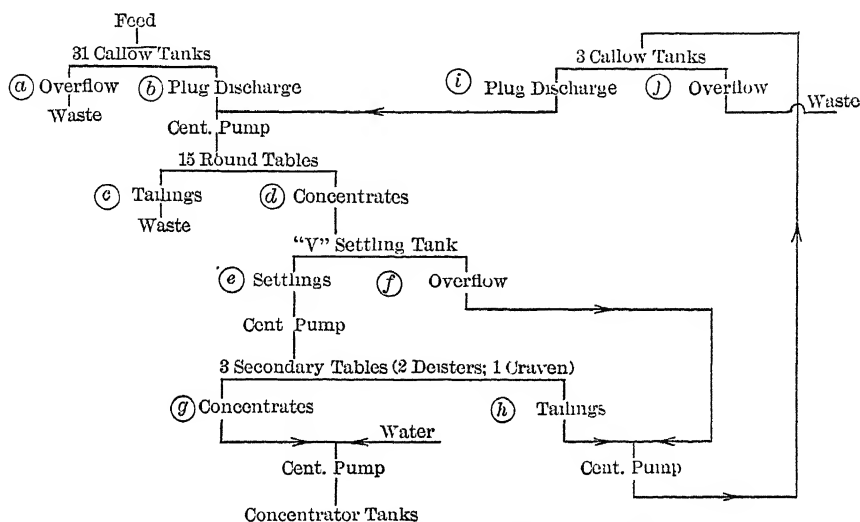 Feed
31 Callow Tanks
3 Callow Tanks
(a) Overflow (b) Plug Discharge
(i) Plug Discharge (j) Overflow
Waste
Waste
Cent. Pump
15 Round Tables
(c) Tailings (d) Concentrates
Waste
"V" Settling Tank
(e) Settlings (f) Overflow
Cent Pump
3 Secondary Tables (2 Deisters; 1 Craven)
(g) Concentrates (h) Tailings
Water
Cent. Pump
Cent. Pump
Concentrator Tanks